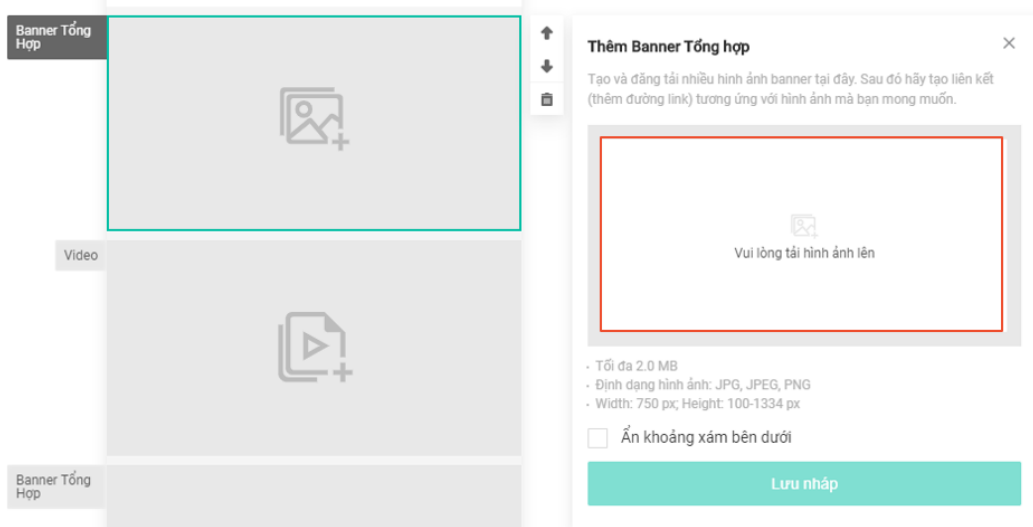 Banner Tổng
Hợp
Video
Banner Tổng
Hợp
Thêm Banner Tổng hợp
Tạo và đăng tải nhiều hình ảnh banner tại đây. Sau đó hãy tạo liên kết
(thêm đường link) tương ứng với hình ảnh mà bạn mong muốn.
Vui lòng tải hình ảnh lên
· Tối đa 2.0 MB
· Định dạng hình ảnh: JPG, JPEG, PNG
· Width: 750 px; Height: 100-1334 px
Ẩn khoảng xám bên dưới
Lưu nháp